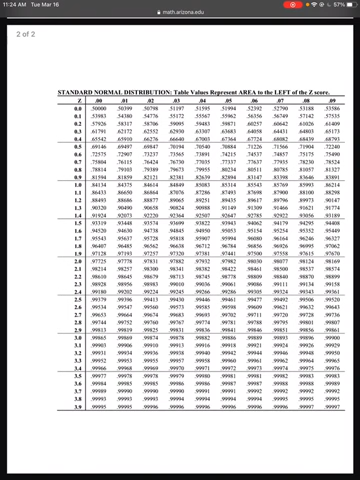 11:24 AM Tue Mar 16 57%
math.arizona.edu
2 of 2
STANDARD NORMAL DISTRIBUTION: Table Values Represent AREA to the LEFT of the Z score.
Z .00 .01 .02 .03 .04 .05 .06 .07 .08 .09
0.0 .50000 .50399 .50798 .51197 .51595 .51994 .52392 .52790 .53188 .53586
0.1 .53983 .54380 .54776 .55172 .55567 .55962 .56356 .56749 .57142 .57535
0.2 .57926 .58317 .58706 .59095 .59483 .59871 .60257 .60642 .61026 .61409
0.3 .61791 .62172 .62552 .62930 .63307 .63683 .64058 .64431 .64803 .65173
0.4 .65542 .65910 .66276 .66640 .67003 .67364 .67724 .68082 .68439 .68793
0.5 .69146 .69497 .69847 .70194 .70540 .70884 .71226 .71566 .71904 .72240
0.6 .72575 .72907 .73237 .73565 .73891 .74215 .74537 .74857 .75175 .75490
0.7 .75804 .76115 .76424 .76730 .77035 .77337 .77637 .77935 .78230 .78524
0.8 .78814 .79103 .79389 .79673 .79955 .80234 .80511 .80785 .81057 .81327
0.9 .81594 .81859 .82121 .82381 .82639 .82894 .83147 .83398 .83646 .83891
1.0 .84134 .84375 .84614 .84849 .85083 .85314 .85543 .85769 .85993 .86214
1.1 .86433 .86650 .86864 .87076 .87286 .87493 .87698 .87900 .88100 .88298
1.2 .88493 .88686 .88877 .89065 .89251 .89435 .89617 .89796 .89973 .90147
1.3 .90320 .90490 .90658 .90824 .90988 .91149 .91309 .91466 .91621 .91774
1.4 .91924 .92073 .92220 .92364 .92507 .92647 .92785 .92922 .93056 .93189
1.5 .93319 .93448 .93574 .93699 .93822 .93943 .94062 .94179 .94295 .94408
1.6 .94520 .94630 .94738 .94845 .94950 .95053 .95154 .95254 .95352 .95449
1.7 .95543 .95637 .95728 .95818 .95907 .95994 .96080 .96164 .96246 .96327
1.8 .96407 .96485 .96562 .96638 .96712 .96784 .96856 .96926 .96995 .97062
1.9 .97128 .97193 .97257 .97320 .97381 .97441 .97500 .97558 .97615 .97670
2.0 .97725 .97778 .97831 .97882 .97932 .97982 .98030 .98077 .98124 .98169
2.1 .98214 .98257 .98300 .98341 .98382 .98422 .98461 .98500 .98537 .98574
2.2 .98610 .98645 .98679 .98713 .98745 .98778 .98809 .98840 .98870 .98899
2.3 .98928 .98956 .98983 .99010 .99036 .99061 .99086 .99111 .99134 .99158
2.4 .99180 .99202 .99224 .99245 .99266 .99286 .99305 .99324 .99343 .99361
2.5 .99379 .99396 .99413 .99430 .99446 .99461 .99477 .99492 .99506 .99520
2.6 .99534 .99547 .99560 .99573 .99585 .99598 .99609 .99621 .99632 .99643
2.7 .99653 .99664 .99674 .99683 .99693 .99702 .99711 .99720 .99728 .99736
2.8 .99744 .99752 .99760 .99767 .99774 .99781 .99788 .99795 .99801 .99807
2.9 .99813 .99819 .99825 .99831 .99836 .99841 .99846 .99851 .99856 .99861
3.0 .99865 .99869 .99874 .99878 .99882 .99886 .99889 .99893 .99896 .99900
3.1 .99903 .99906 .99910 .99913 .99916 .99918 .99921 .99924 .99926 .99929
3.2 .99931 .99934 .99936 .99938 .99940 .99942 .99944 .99946 .99948 .99950
3.3 .99952 .99953 .99955 .99957 .99958 .99960 .99961 .99962 .99964 .99965
3.4 .99966 .99968 .99969 .99970 .99971 .99972 .99973 .99974 .99975 .99976
3.5 .99977 .99978 .99978 .99979 .99980 .99981 .99981 .99982 .99983 .99983
3.6 .99984 .99985 .99985 .99986 .99986 .99987 .99987 .99988 .99988 .99989
3.7 .99989 .99990 .99990 .99990 .99991 .99991 .99992 .99992 .99992 .99992
3.8 .99993 .99993 .99993 .99994 .99994 .99994 .99994 .99995 .99995 .99995
3.9 .99995 .99995 .99996 .99996 .99996 .99996 .99996 .99996 .99997 .99997